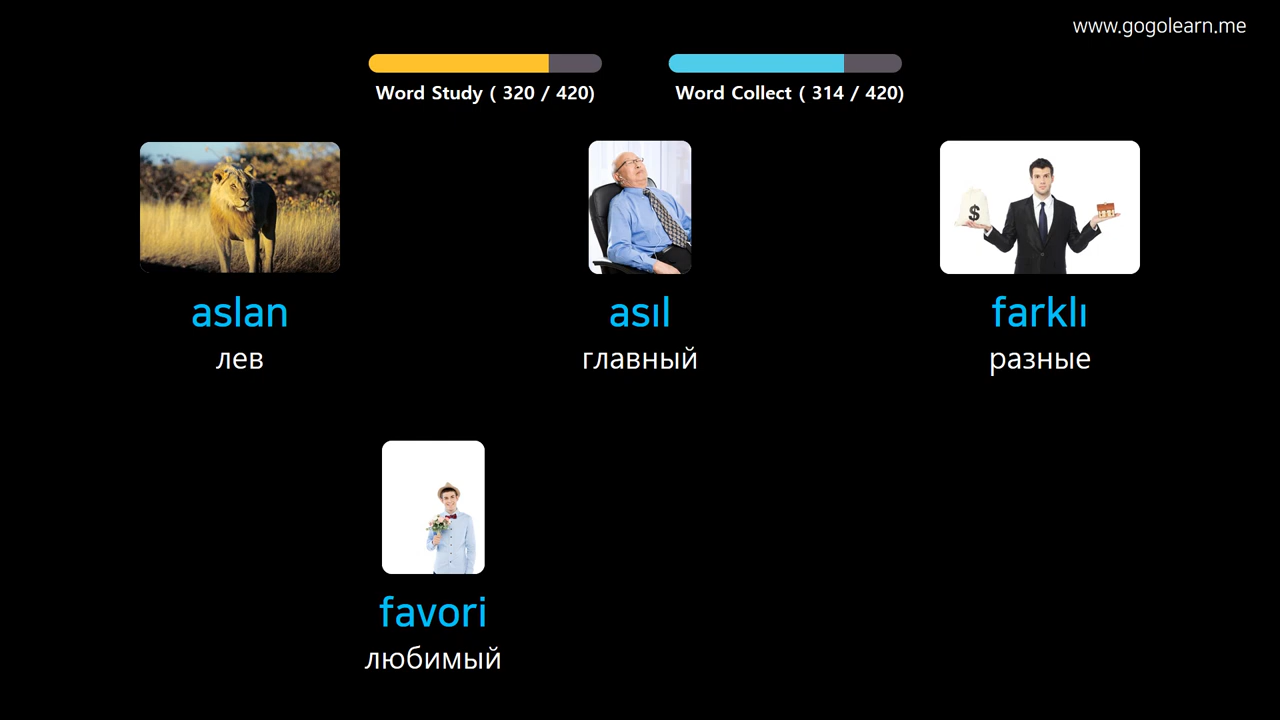 www.gogolearn.me
Word Study ( 320 / 420)
Word Collect ( 314 / 420)
$
aslan
лев
asıl
главный
farklı
разные
favori
любимый